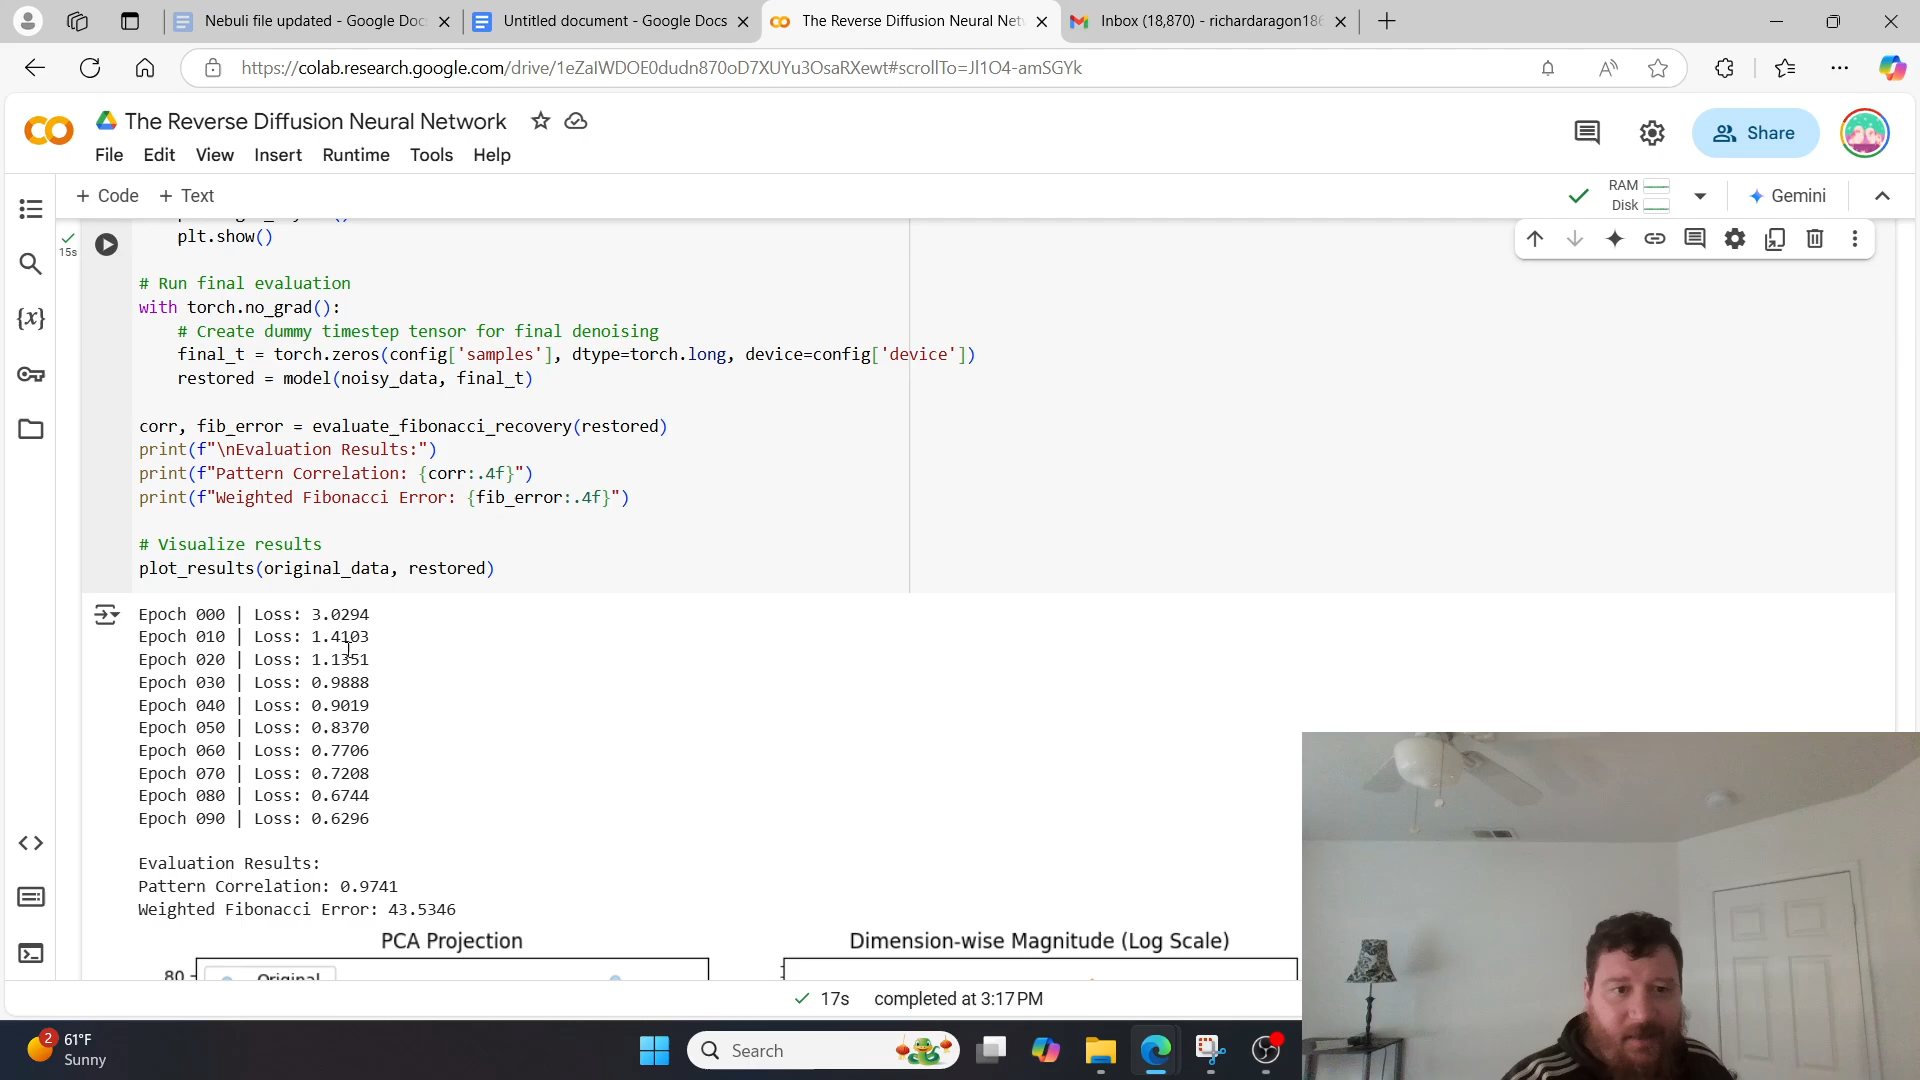 Nebuli file updated - Google Doc
Untitled document - Google Docs
The Reverse Diffusion Neural Net
Inbox (18,870) - richardaragon186
https://colab.research.google.com/drive/1eZaIWDOE0dudn870oD7XUYu3OsaRXewt#scrollTo=Jl1O4-amSGYk
The Reverse Diffusion Neural Network
File Edit View Insert Runtime Tools Help
Share
+ Code + Text
RAM
Disk
Gemini
15s
plt.show()
# Run final evaluation
with torch.no_grad():
# Create dummy timestep tensor for final denoising
final_t = torch.zeros(config['samples'], dtype=torch.long, device=config['device'])
restored = model(noisy_data, final_t)
corr, fib_error = evaluate_fibonacci_recovery(restored)
print(f"\nEvaluation Results:")
print(f"Pattern Correlation: {corr:.4f}")
print(f"Weighted Fibonacci Error: {fib_error:.4f}")
# Visualize results
plot_results(original_data, restored)
Epoch 000 | Loss: 3.0294
Epoch 010 | Loss: 1.4103
Epoch 020 | Loss: 1.1351
Epoch 030 | Loss: 0.9888
Epoch 040 | Loss: 0.9019
Epoch 050 | Loss: 0.8370
Epoch 060 | Loss: 0.7706
Epoch 070 | Loss: 0.7208
Epoch 080 | Loss: 0.6744
Epoch 090 | Loss: 0.6296
Evaluation Results:
Pattern Correlation: 0.9741
Weighted Fibonacci Error: 43.5346
PCA Projection
Dimension-wise Magnitude (Log Scale)
80
Original
17s completed at 3:17 PM
2
61°F
Sunny
Search